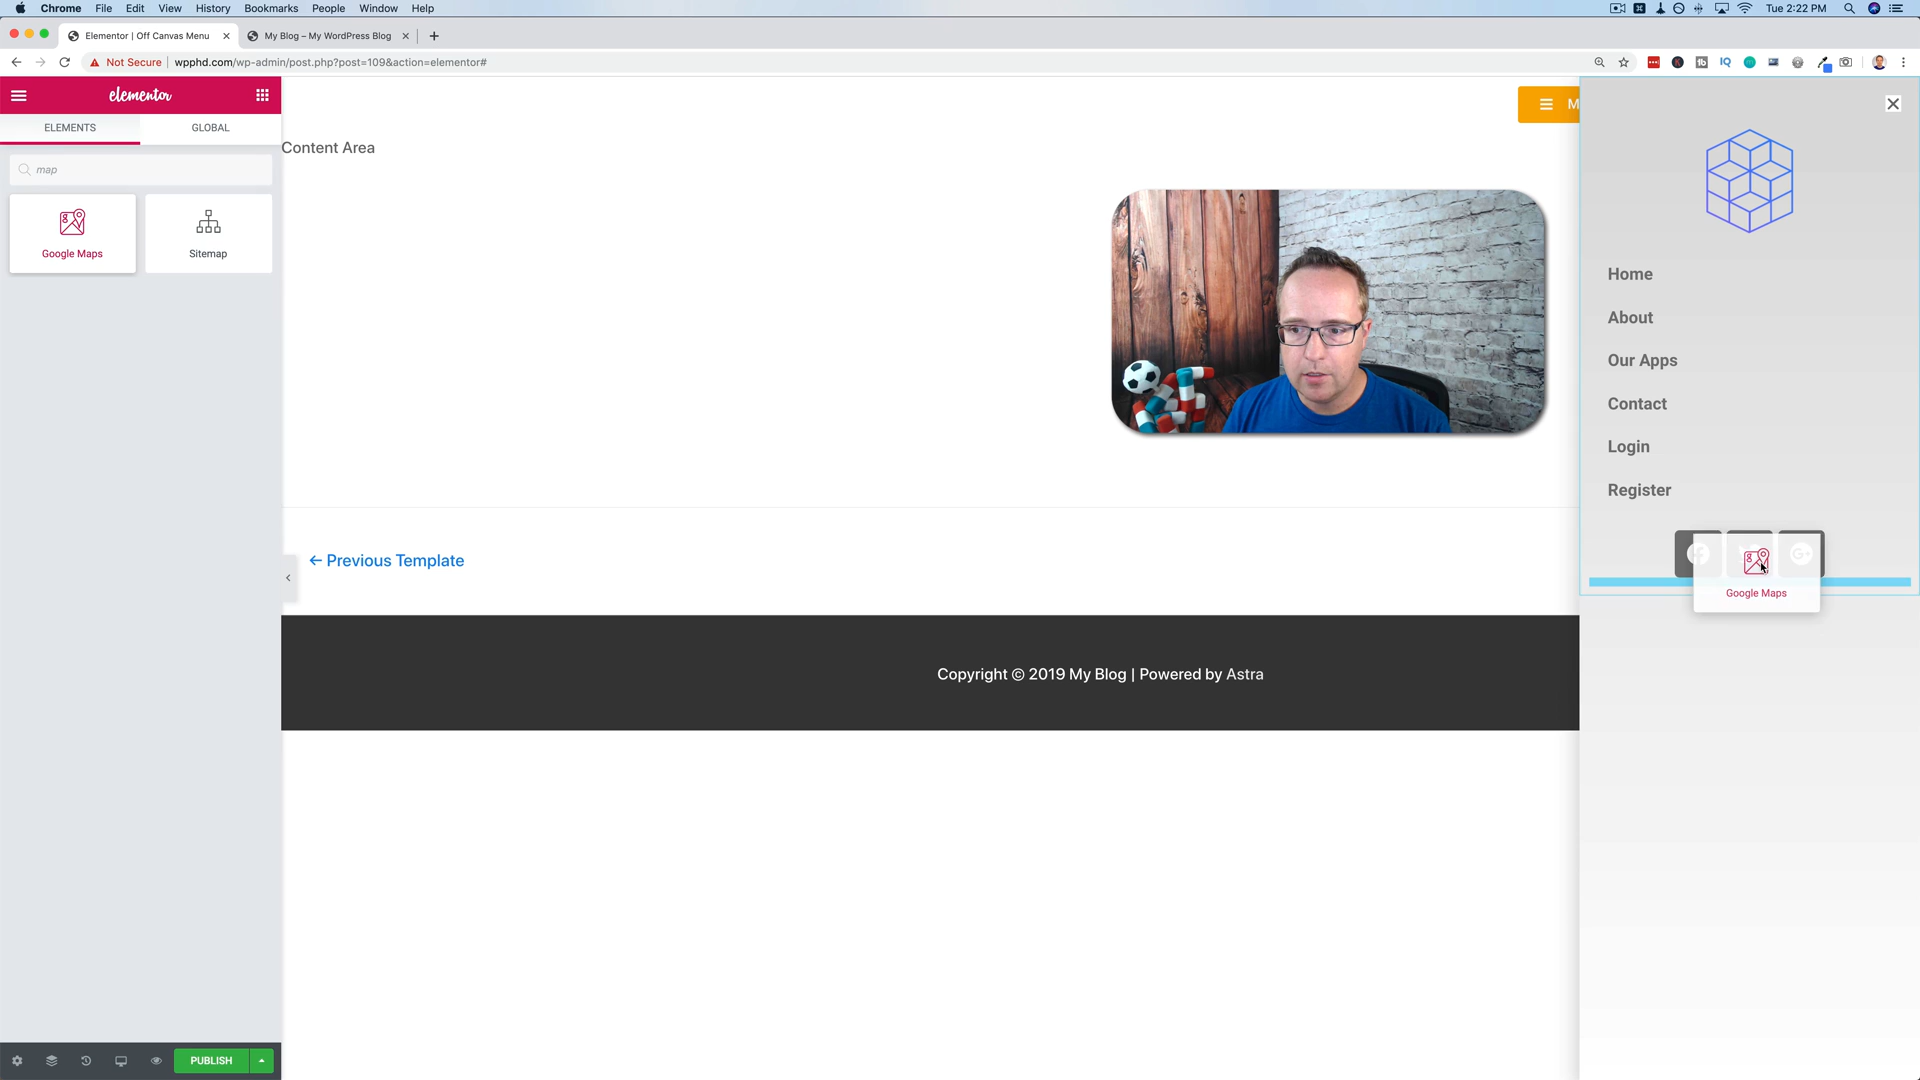 Chrome File Edit View History Bookmarks People Window Help
Tue 2:22 PM
Elementor | Off Canvas Menu
My Blog – My WordPress Blog
Not Secure
wpphd.com/wp-admin/post.php?post=109&action=elementor#
IQ
elementor
ELEMENTS
GLOBAL
map
Google Maps
Sitemap
PUBLISH
M
Content Area
← Previous Template
Copyright © 2019 My Blog | Powered by Astra
Home
About
Our Apps
Contact
Login
Register
Google Maps